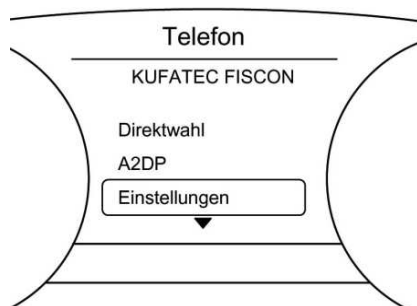 Telefon
KUFATEC FISCON
Direktwahl
A2DP
Einstellungen